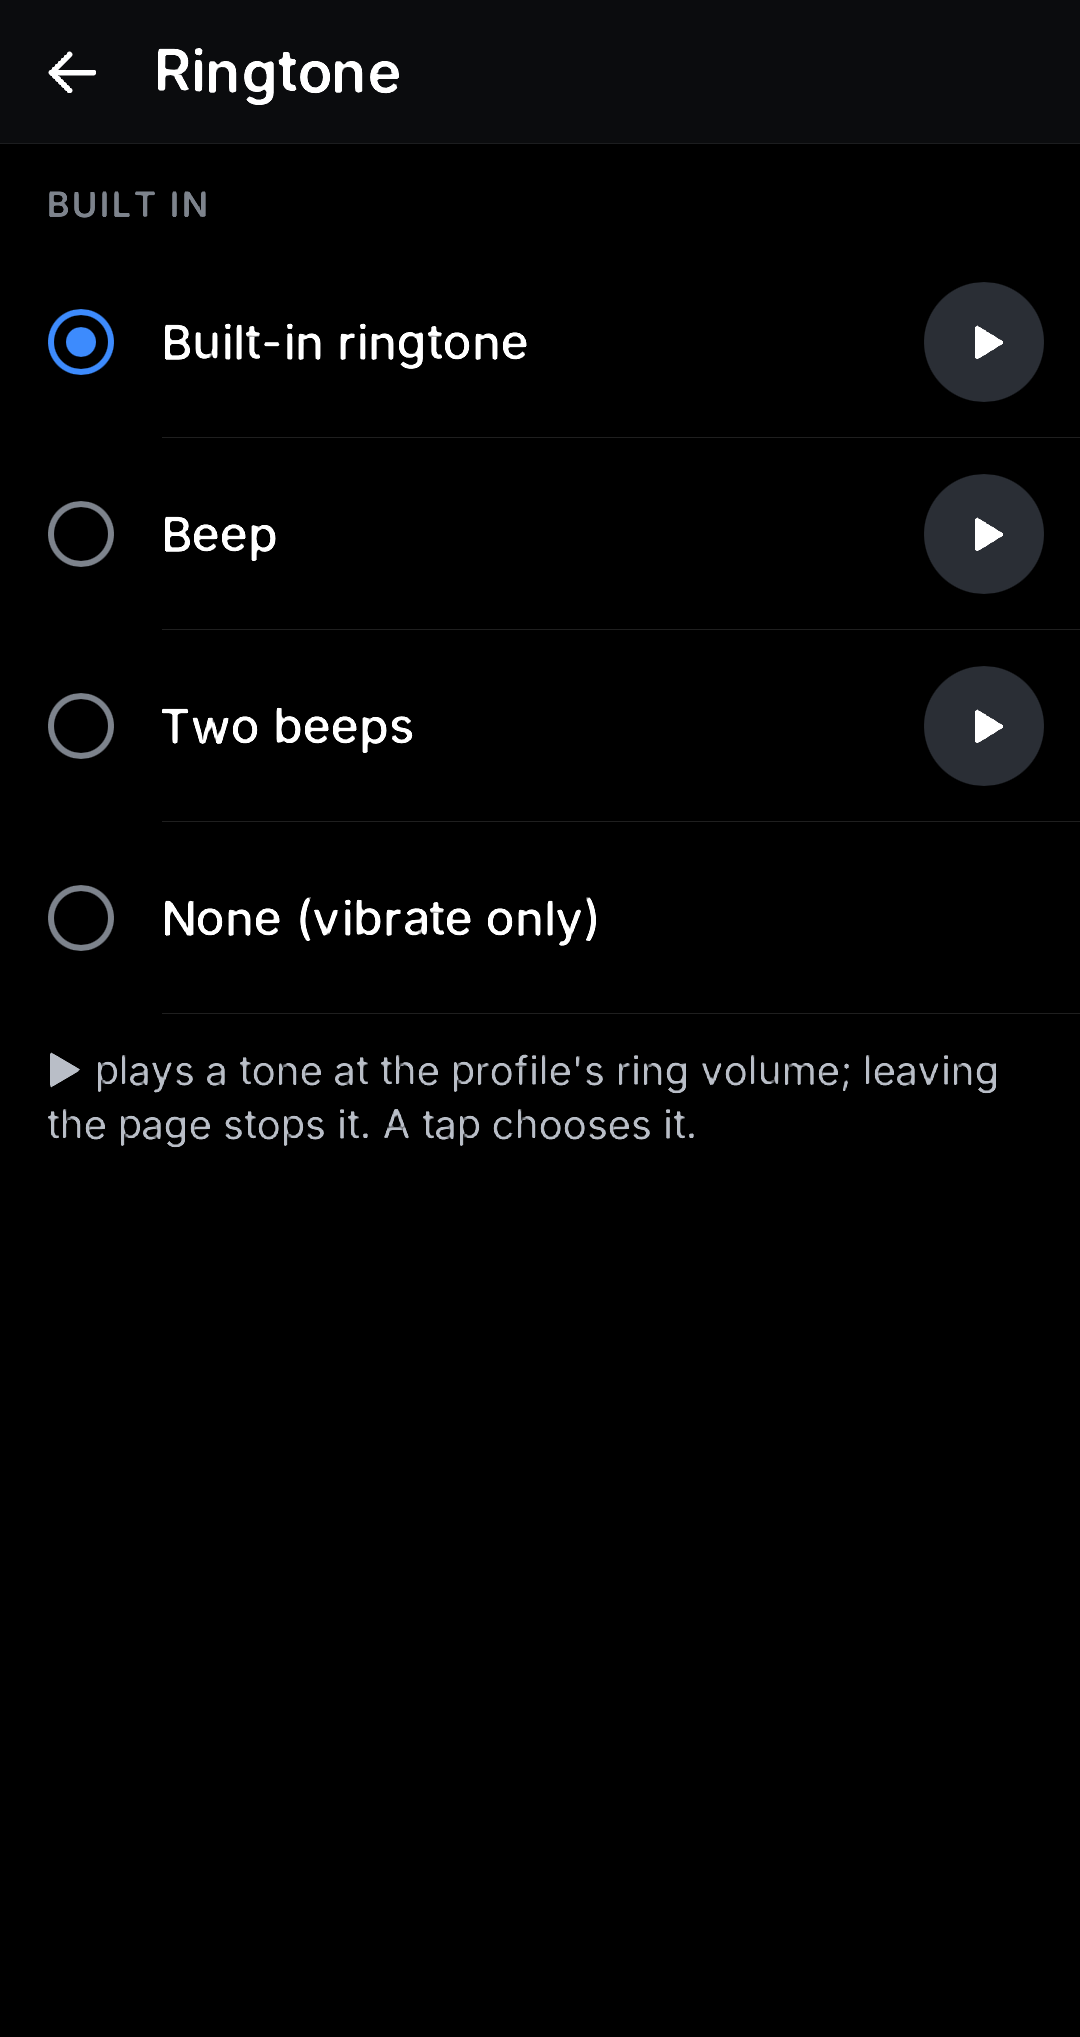 Ringtone
BUILT IN
Built-in ringtone
Beep
Two beeps
None (vibrate only)
▶ plays a tone at the profile's ring volume; leaving
the page stops it. A tap chooses it.